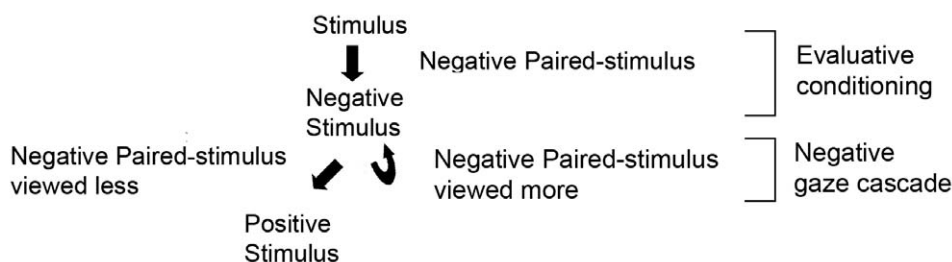 Stimulus
Negative Paired-stimulus
Evaluative
conditioning
Negative
Stimulus
Negative Paired-stimulus
viewed less
Negative Paired-stimulus
viewed more
Negative
gaze cascade
Positive
Stimulus